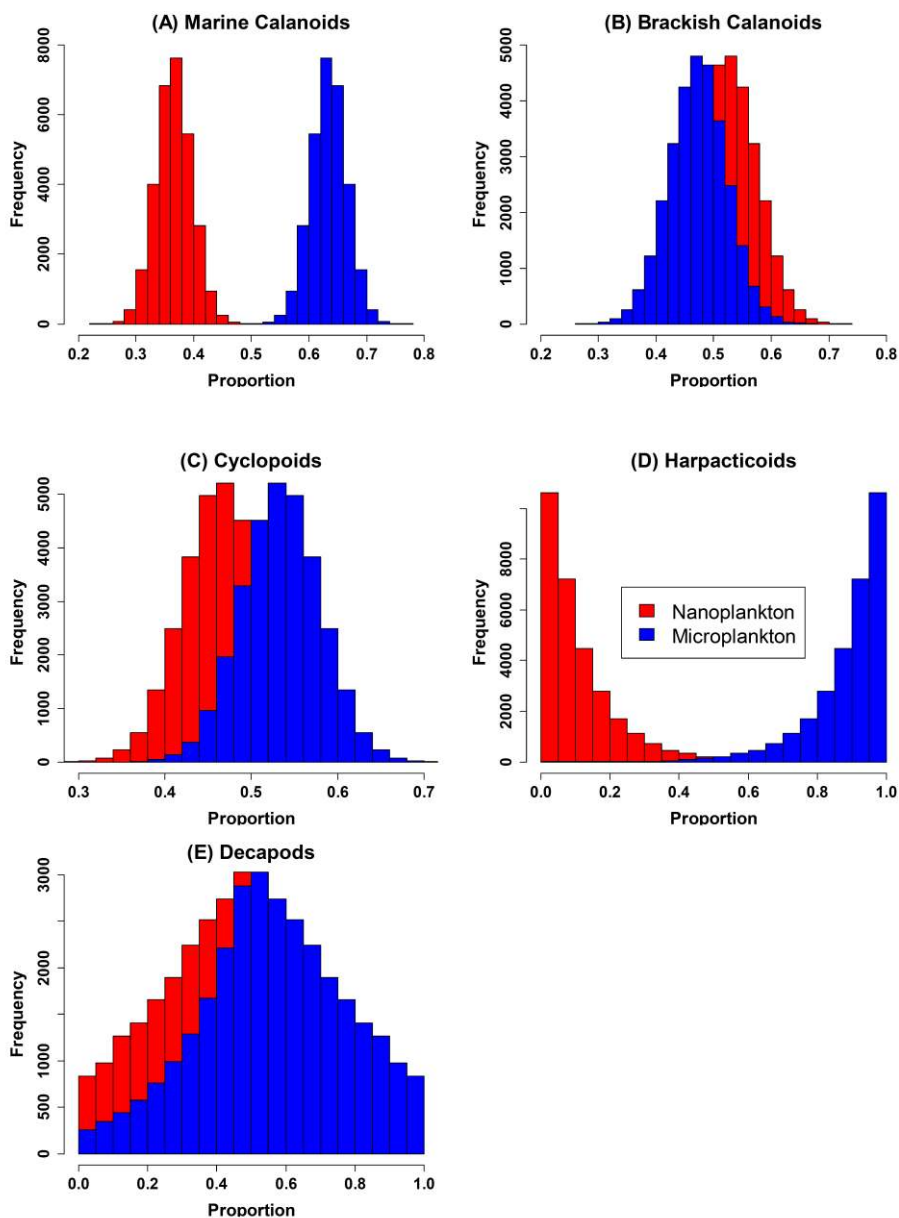 (A) Marine Calanoids
Frequency
0 2000 4000 6000 8000
0.2 0.3 0.4 0.5 0.6 0.7 0.8
Proportion
(B) Brackish Calanoids
Frequency
0 1000 2000 3000 4000 5000
0.2 0.3 0.4 0.5 0.6 0.7 0.8
Proportion
(C) Cyclopoids
Frequency
0 1000 2000 3000 4000 5000
0.3 0.4 0.5 0.6 0.7
Proportion
(D) Harpacticoids
Frequency
0 2000 4000 6000 8000
Nanoplankton
Microplankton
0.0 0.2 0.4 0.6 0.8 1.0
Proportion
(E) Decapods
Frequency
0 500 1000 2000 3000
0.0 0.2 0.4 0.6 0.8 1.0
Proportion